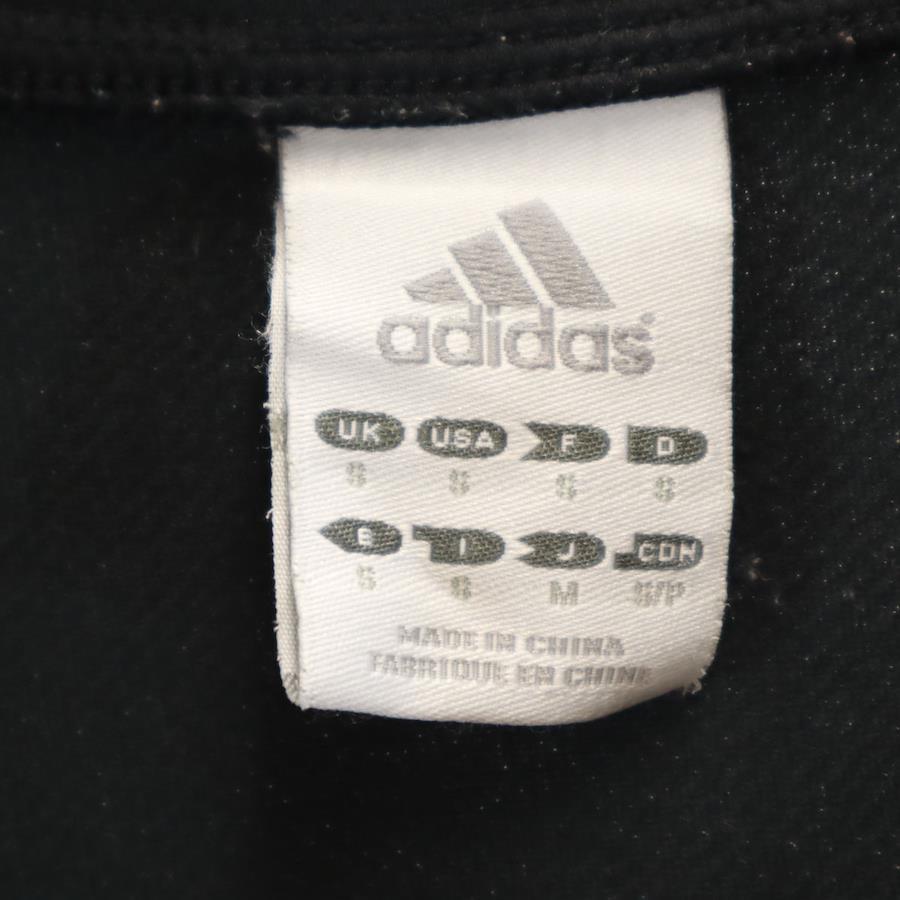 adidas®
UK USA F D
S S S S
E I J CDN
S S M S/P
MADE IN CHINA
FABRIQUE EN CHINE